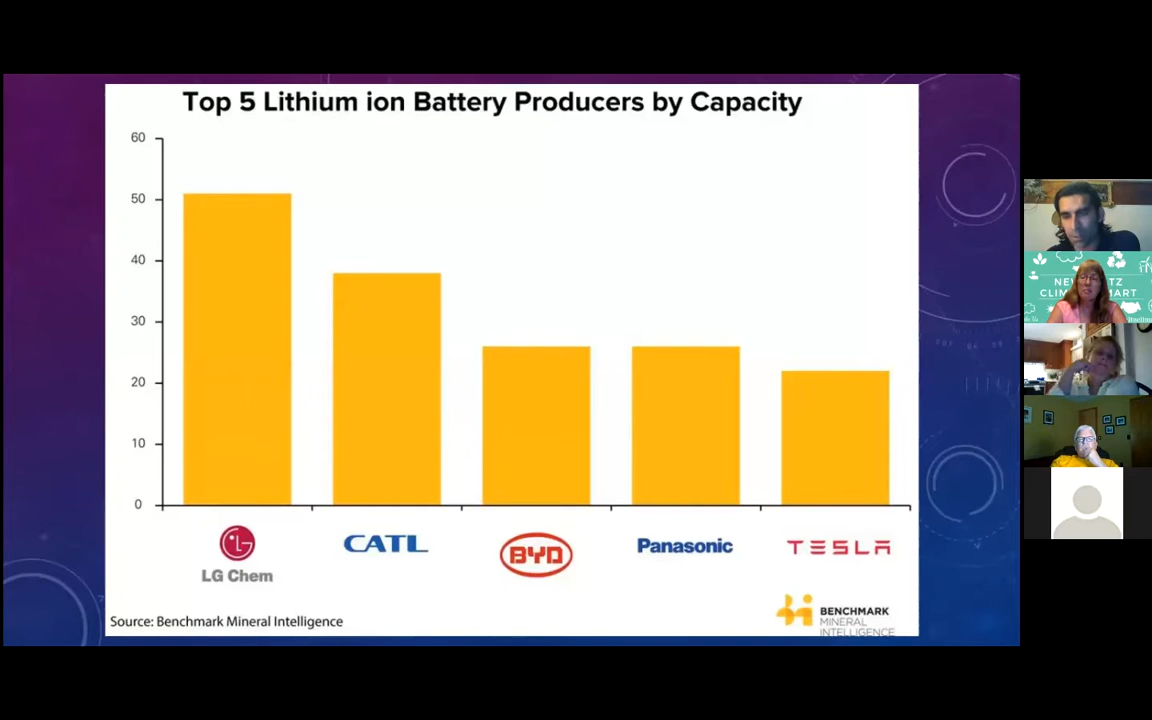 Top 5 Lithium ion Battery Producers by Capacity
60
50
40
30
20
10
0
LG
LG Chem
CATL
BYD
Panasonic
TESLA
Source: Benchmark Mineral Intelligence
BENCHMARK
MINERAL
INTELLIGENCE